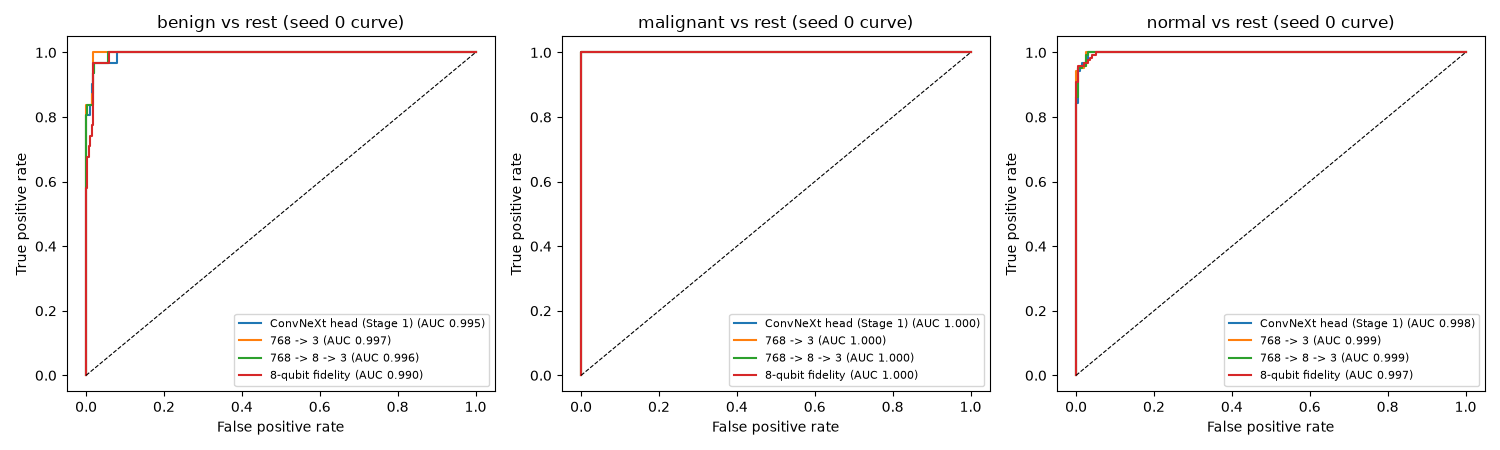 benign vs rest (seed 0 curve)
True positive rate
1.0
0.8
0.6
0.4
0.2
0.0
ConvNeXt head (Stage 1) (AUC 0.995)
768 -> 3 (AUC 0.997)
768 -> 8 -> 3 (AUC 0.996)
8-qubit fidelity (AUC 0.990)
0.0 0.2 0.4 0.6 0.8 1.0
False positive rate
malignant vs rest (seed 0 curve)
True positive rate
1.0
0.8
0.6
0.4
0.2
0.0
ConvNeXt head (Stage 1) (AUC 1.000)
768 -> 3 (AUC 1.000)
768 -> 8 -> 3 (AUC 1.000)
8-qubit fidelity (AUC 1.000)
0.0 0.2 0.4 0.6 0.8 1.0
False positive rate
normal vs rest (seed 0 curve)
True positive rate
1.0
0.8
0.6
0.4
0.2
0.0
ConvNeXt head (Stage 1) (AUC 0.998)
768 -> 3 (AUC 0.999)
768 -> 8 -> 3 (AUC 0.999)
8-qubit fidelity (AUC 0.997)
0.0 0.2 0.4 0.6 0.8 1.0
False positive rate